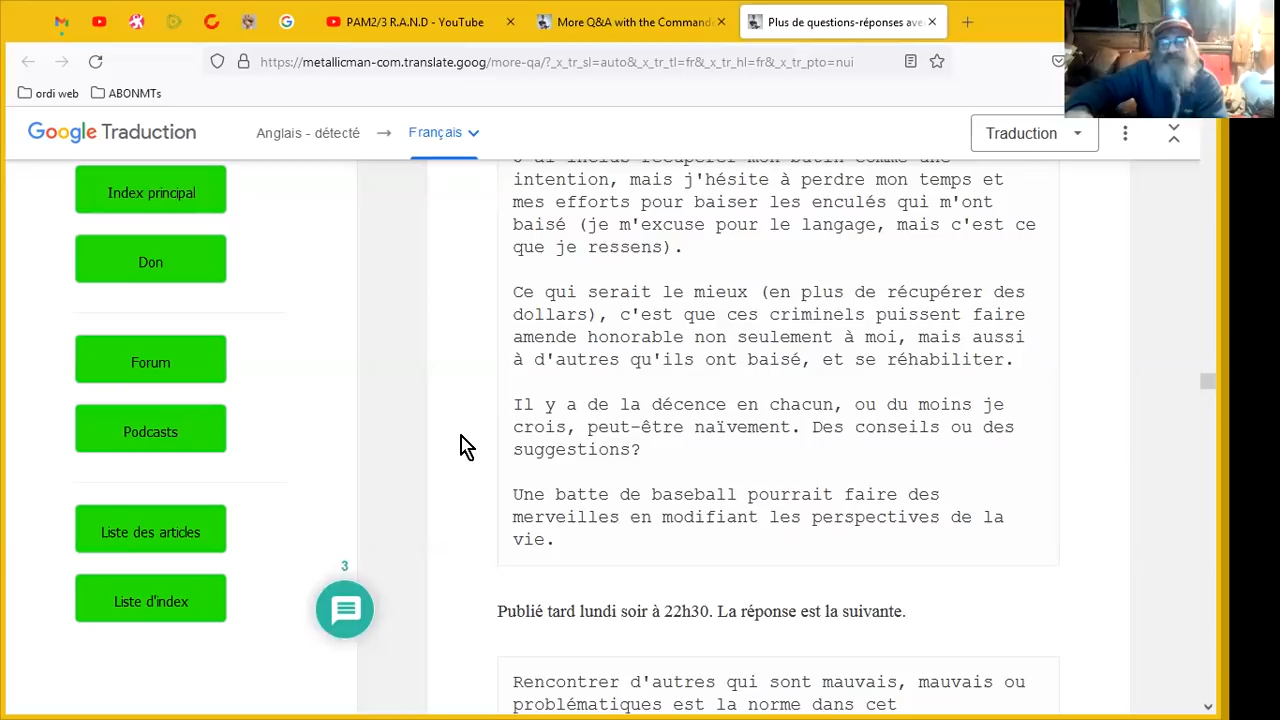 PAM2/3 R.A.N.D - YouTube
More Q&A with the Command
Plus de questions-réponses ave
https://metallicman-com.translate.goog/more-qa/?_x_tr_sl=auto&_x_tr_tl=fr&_x_tr_hl=fr&_x_tr_pto=nui
ordi web
ABONMTs
Google Traduction
Anglais - détecté
Français
Traduction
Index principal
Don
Forum
Podcasts
Liste des articles
Liste d'index
3
J'ai inclus récupérer mon butin comme une
intention, mais j'hésite à perdre mon temps et
mes efforts pour baiser les enculés qui m'ont
baisé (je m'excuse pour le langage, mais c'est ce
que je ressens).
Ce qui serait le mieux (en plus de récupérer des
dollars), c'est que ces criminels puissent faire
amende honorable non seulement à moi, mais aussi
à d'autres qu'ils ont baisé, et se réhabiliter.
Il y a de la décence en chacun, ou du moins je
crois, peut-être naïvement. Des conseils ou des
suggestions?
Une batte de baseball pourrait faire des
merveilles en modifiant les perspectives de la
vie.
Publié tard lundi soir à 22h30. La réponse est la suivante.
Rencontrer d'autres qui sont mauvais, mauvais ou
problématiques est la norme dans cet